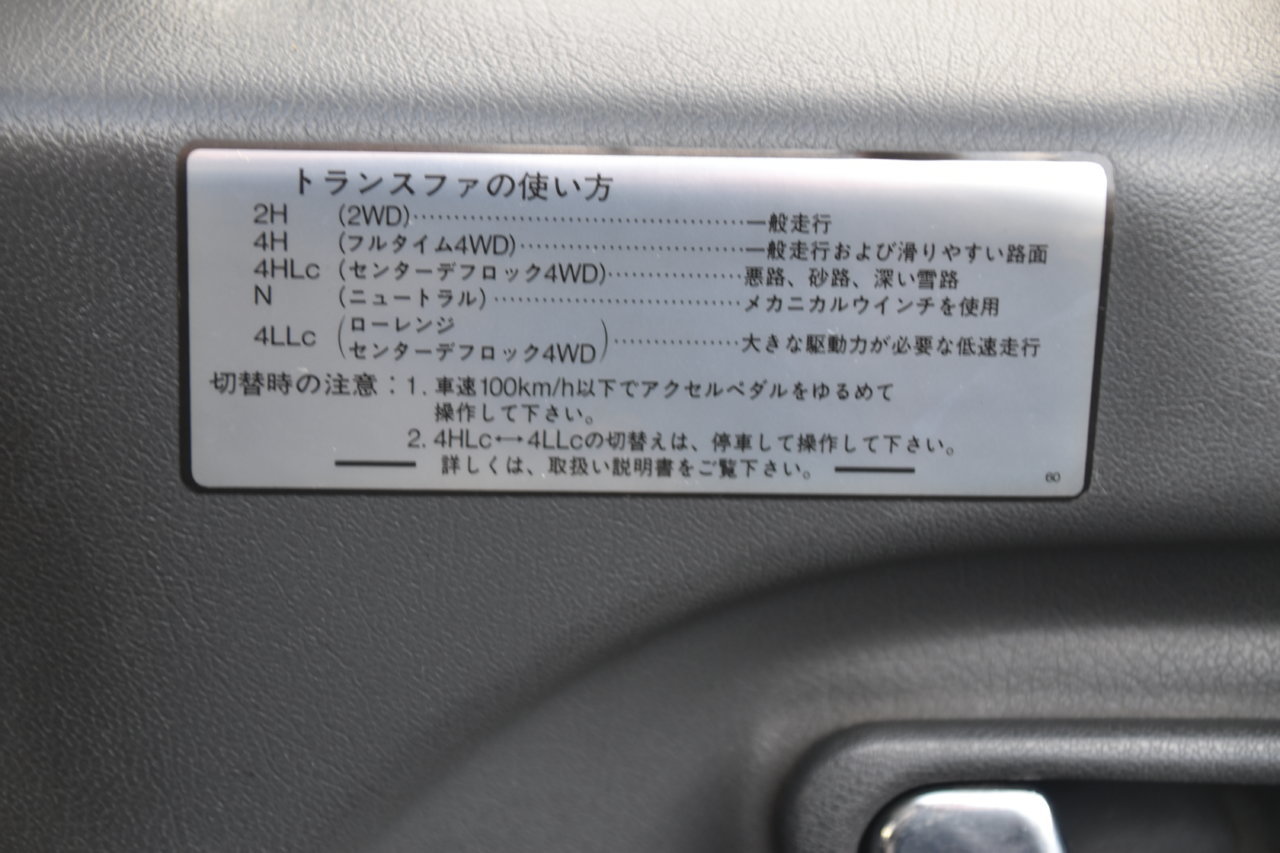 トランスファの使い方
2H (2WD)……………………………一般走行
4H (フルタイム4WD)……………………一般走行および滑りやすい路面
4HLc (センターデフロック4WD)……………悪路、砂路、深い雪路
N (ニュートラル)………………………メカニカルウインチを使用
4LLc (ローレンジ
センターデフロック4WD)……………大きな駆動力が必要な低速走行
切替時の注意：1. 車速100km/h以下でアクセルペダルをゆるめて
操作して下さい。
2. 4HLc↔4LLcの切替えは、停車して操作して下さい。
詳しくは、取扱い説明書をご覧下さい。
60